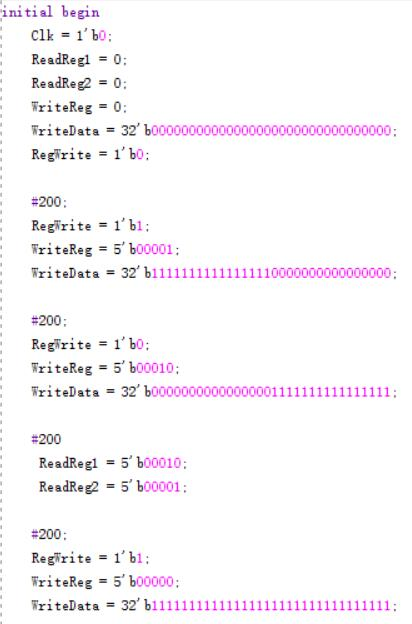 initial begin
Clk = 1'b0;
ReadReg1 = 0;
ReadReg2 = 0;
WriteReg = 0;
WriteData = 32'b00000000000000000000000000000000;
RegWrite = 1'b0;
#200;
RegWrite = 1'b1;
WriteReg = 5'b00001;
WriteData = 32'b11111111111111110000000000000000;
#200;
RegWrite = 1'b0;
WriteReg = 5'b00010;
WriteData = 32'b00000000000000001111111111111111;
#200
ReadReg1 = 5'b00010;
ReadReg2 = 5'b00001;
#200;
RegWrite = 1'b1;
WriteReg = 5'b00000;
WriteData = 32'b11111111111111111111111111111111;